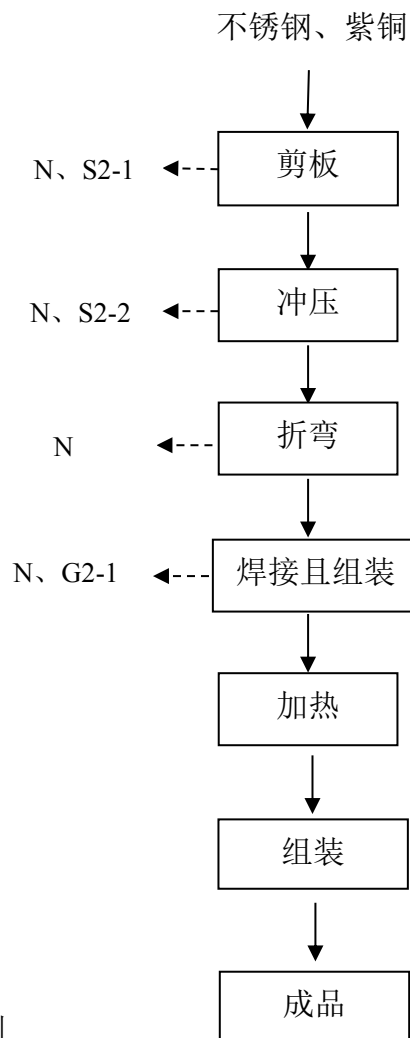 不锈钢、紫铜
N、S2-1
剪板
N、S2-2
冲压
N
折弯
N、G2-1
焊接且组装
加热
组装
成品